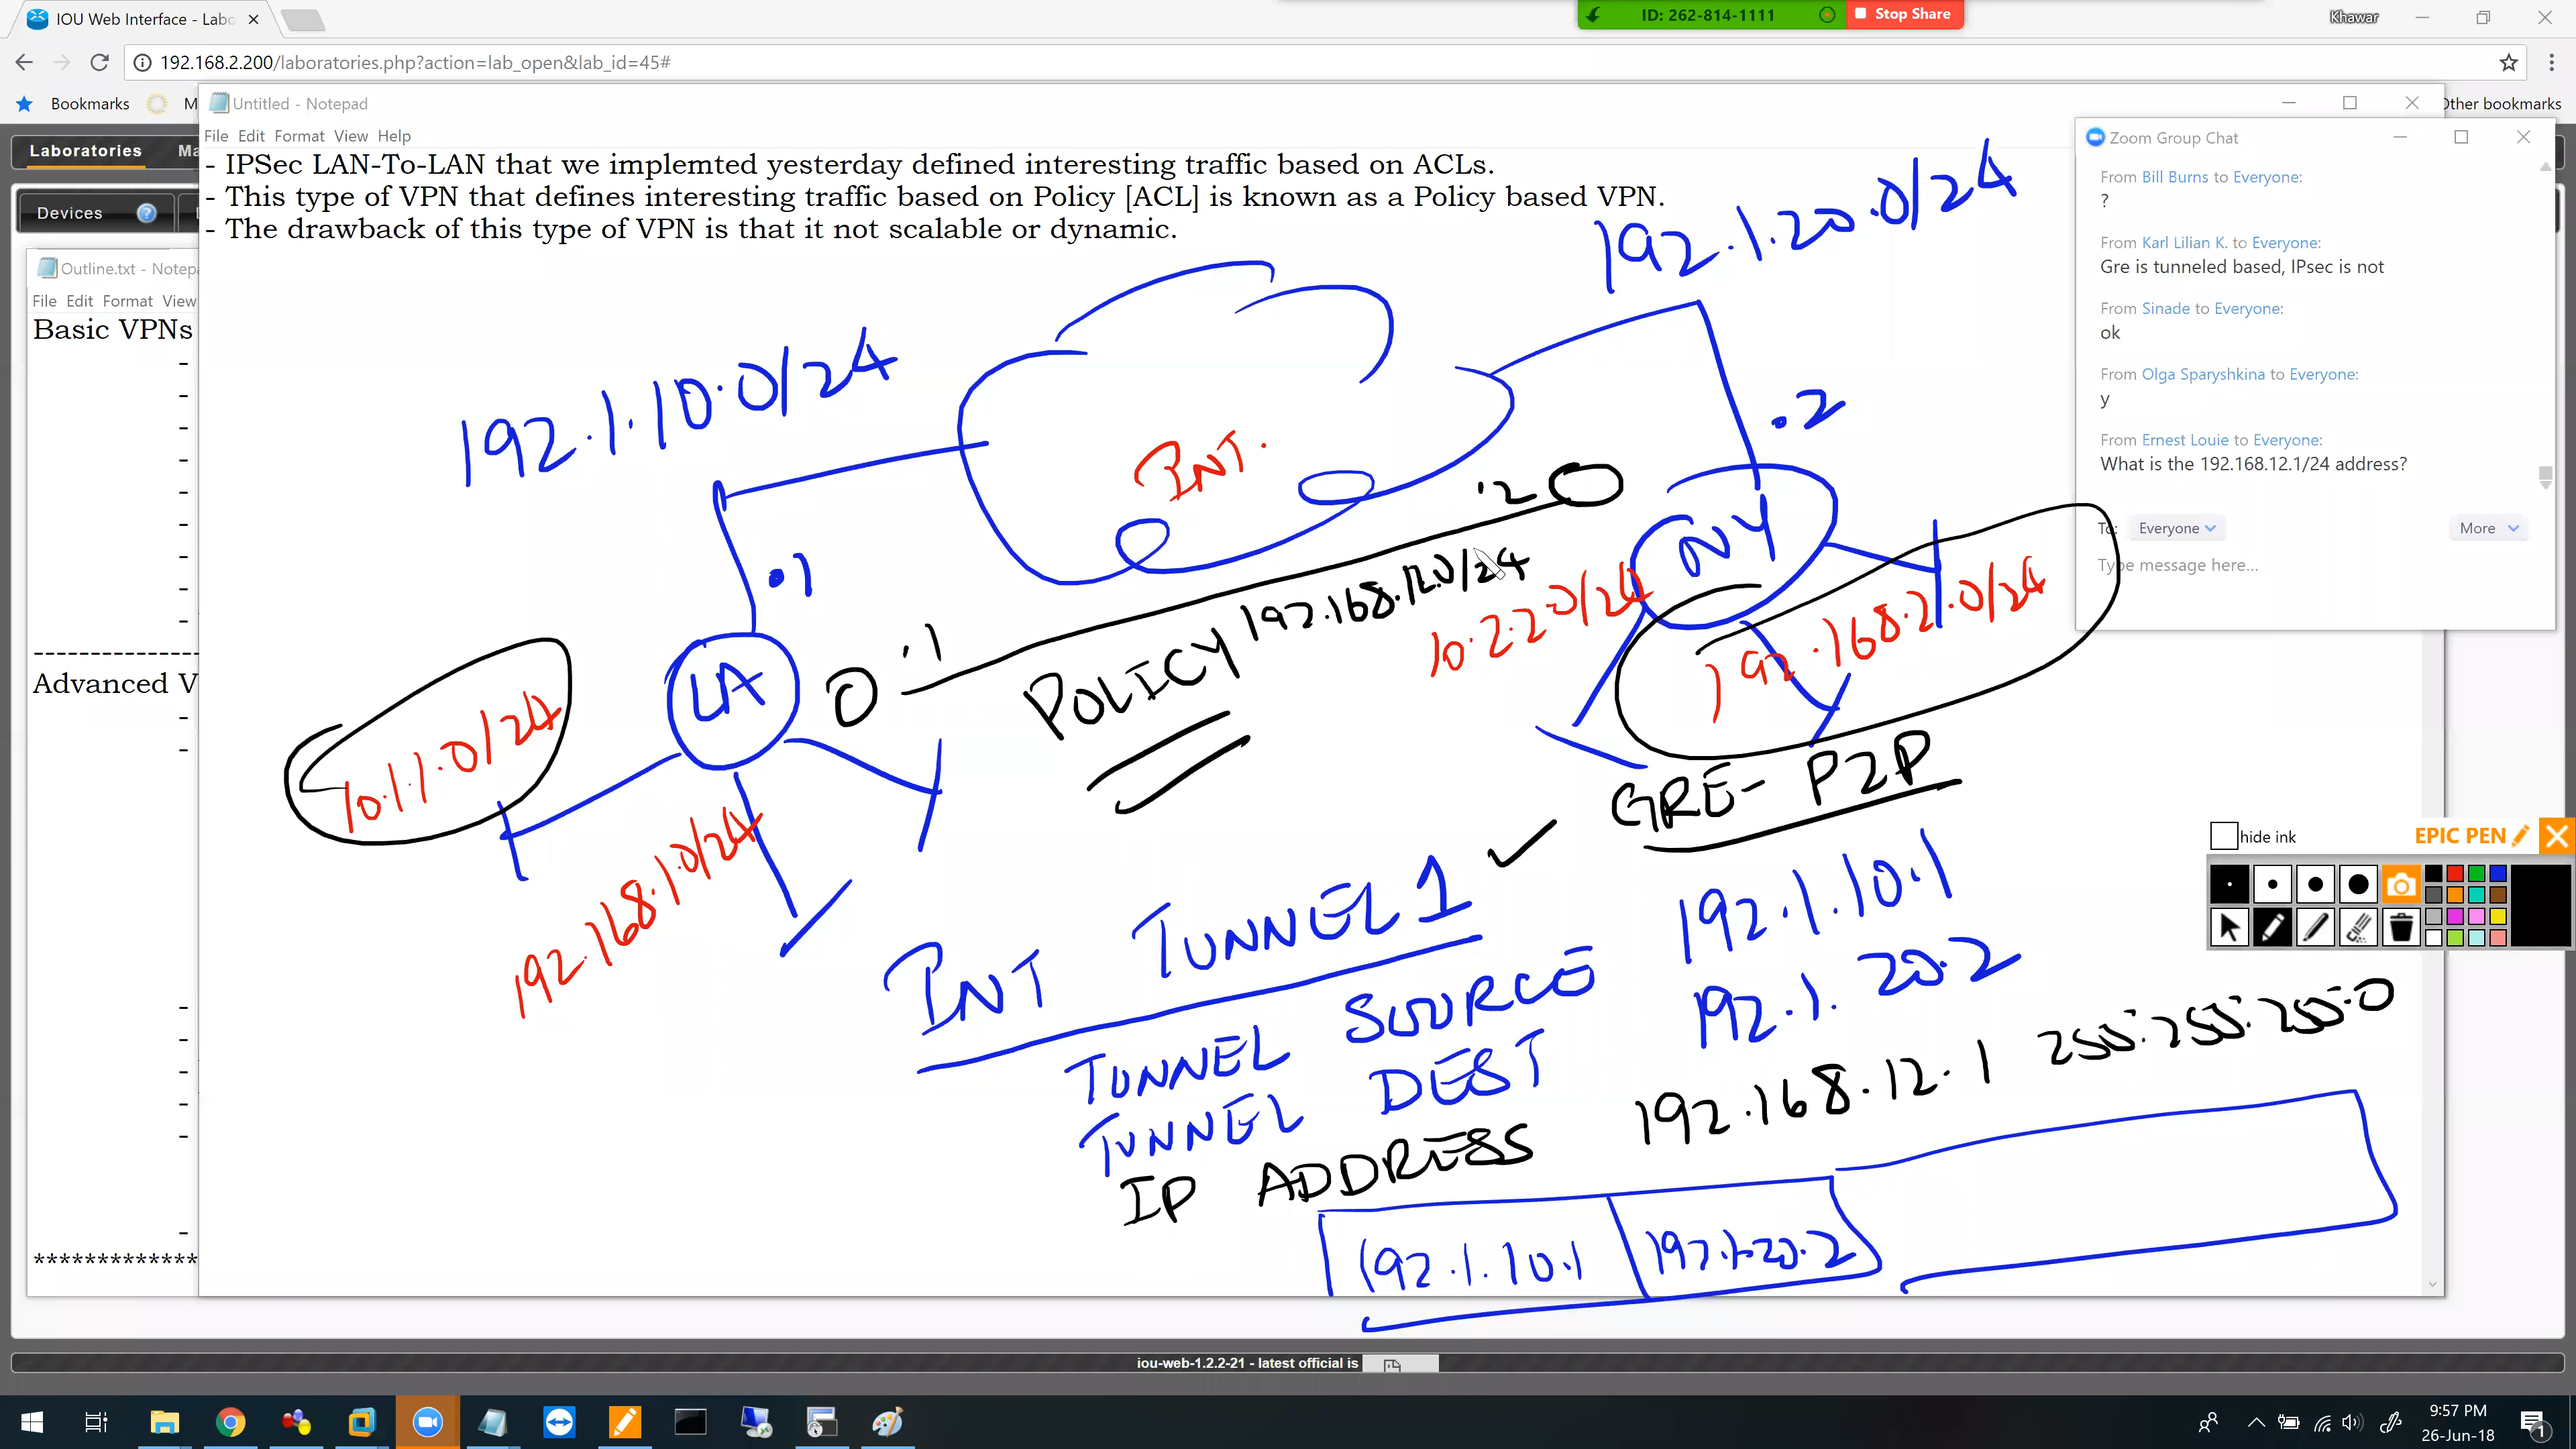 IOU Web Interface - Labo
ID: 262-814-1111
Stop Share
Khawar
192.168.2.200/laboratories.php?action=lab_open&lab_id=45#
Bookmarks
M
Other bookmarks
Untitled - Notepad
File Edit Format View Help
Laboratories
Ma
Devices
- IPSec LAN-To-LAN that we implemted yesterday defined interesting traffic based on ACLs.
- This type of VPN that defines interesting traffic based on Policy [ACL] is known as a Policy based VPN.
- The drawback of this type of VPN is that it not scalable or dynamic.
Outline.txt - Notep
File Edit Format View
Basic VPNs
-
-
-
-
-
-
-
-
-
------------------
Advanced V
-
-
-
-
-
-
-
-
*************
Zoom Group Chat
From Bill Burns to Everyone:
?
From Karl Lilian K. to Everyone:
Gre is tunneled based, IPsec is not
From Sinade to Everyone:
ok
From Olga Sparyshkina to Everyone:
y
From Ernest Louie to Everyone:
What is the 192.168.12.1/24 address?
To: Everyone
More
Type message here...
192.1.20.0/24
192.1.10.0/24
INT.
.2
.2
NY
.1
192.168.12.0/24
10.2.2.0/24
192.168.2.0/24
.1
POLICY
LA
10.1.1.0/24
192.168.1.0/24
GRE- P2P
INT TUNNEL 1
TUNNEL SOURCE 192.1.10.1
TUNNEL DEST 192.1.20.2
IP ADDRESS 192.168.12.1 255.255.255.0
192.1.10.1
192.1.20.2
hide ink
EPIC PEN
iou-web-1.2.2-21 - latest official is
9:57 PM
26-Jun-18
1